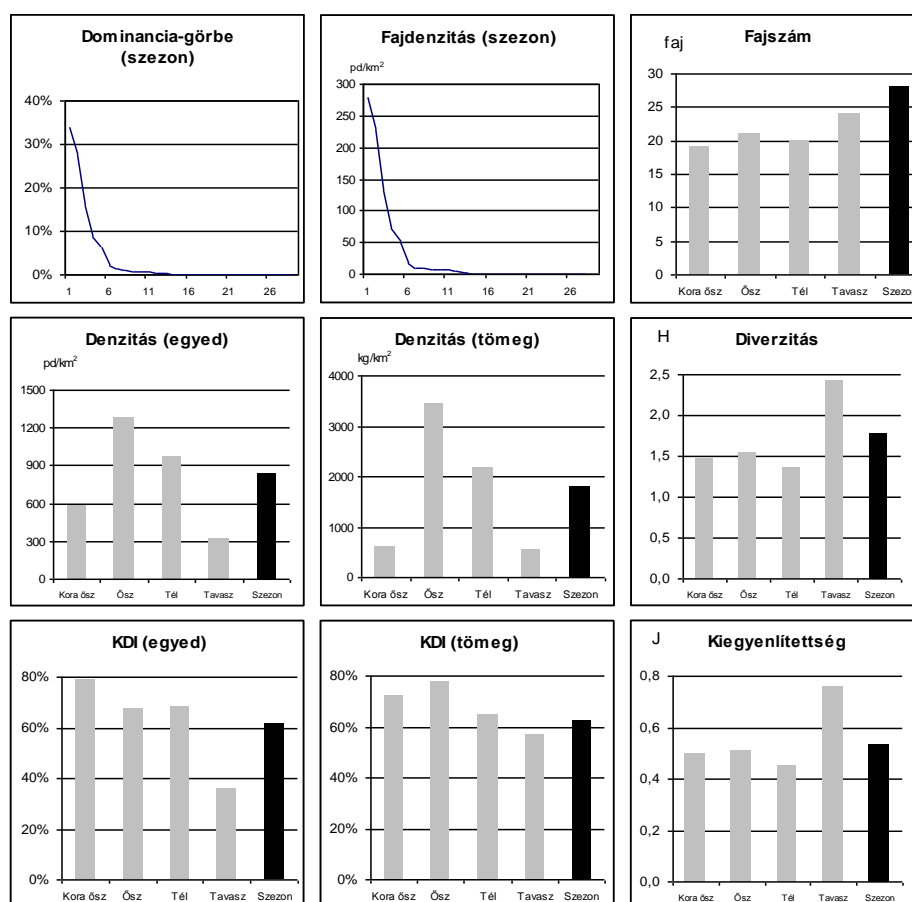 Dominancia-görbe
(szezon)
40%
30%
20%
10%
0%
1 6 11 16 21 26
Fajdenzitás (szezon)
pd/km²
300
250
200
150
100
50
0
1 6 11 16 21 26
faj Fajszám
30
25
20
15
10
5
0
Kora ősz Ősz Tél Tavasz Szezon
Denzitás (egyed)
pd/km²
1500
1200
900
600
300
0
Kora ősz Ősz Tél Tavasz Szezon
Denzitás (tömeg)
kg/km²
4000
3000
2000
1000
0
Kora ősz Ősz Tél Tavasz Szezon
H Diverzitás
2,5
2,0
1,5
1,0
0,5
0,0
Kora ősz Ősz Tél Tavasz Szezon
KDI (egyed)
80%
60%
40%
20%
0%
Kora ősz Ősz Tél Tavasz Szezon
KDI (tömeg)
80%
60%
40%
20%
0%
Kora ősz Ősz Tél Tavasz Szezon
J Kiegyenlítettség
0,8
0,6
0,4
0,2
0,0
Kora ősz Ősz Tél Tavasz Szezon